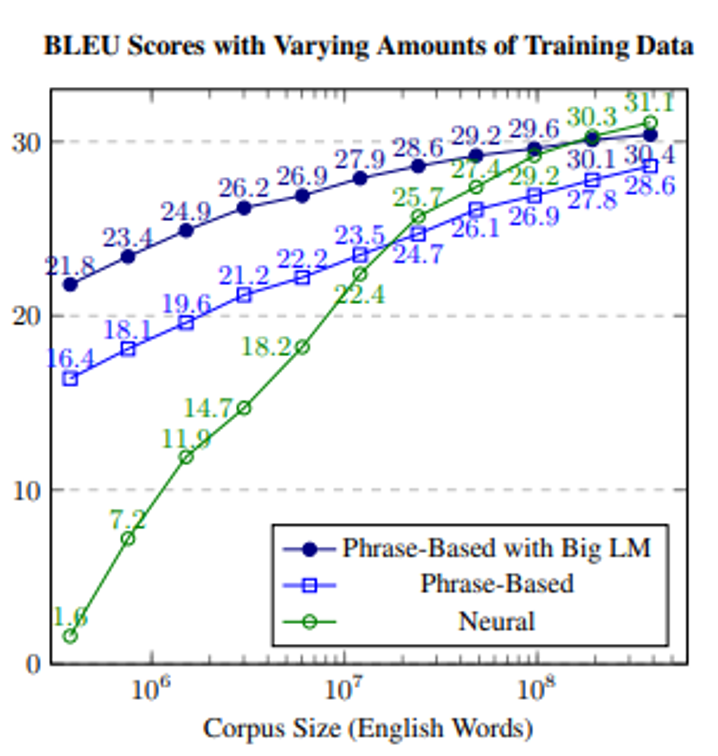 BLEU Scores with Varying Amounts of Training Data
30
20
10
0
21.8 23.4 24.9 26.2 26.9 27.9 28.6 29.2 29.6 30.1 30.4
16.4 18.1 19.6 21.2 22.2 23.5 24.7 26.1 26.9 27.8 28.6
1.6 7.2 11.9 14.7 18.2 22.4 25.7 27.4 29.2 30.3 31.1
Phrase-Based with Big LM
Phrase-Based
Neural
10⁶ 10⁷ 10⁸
Corpus Size (English Words)